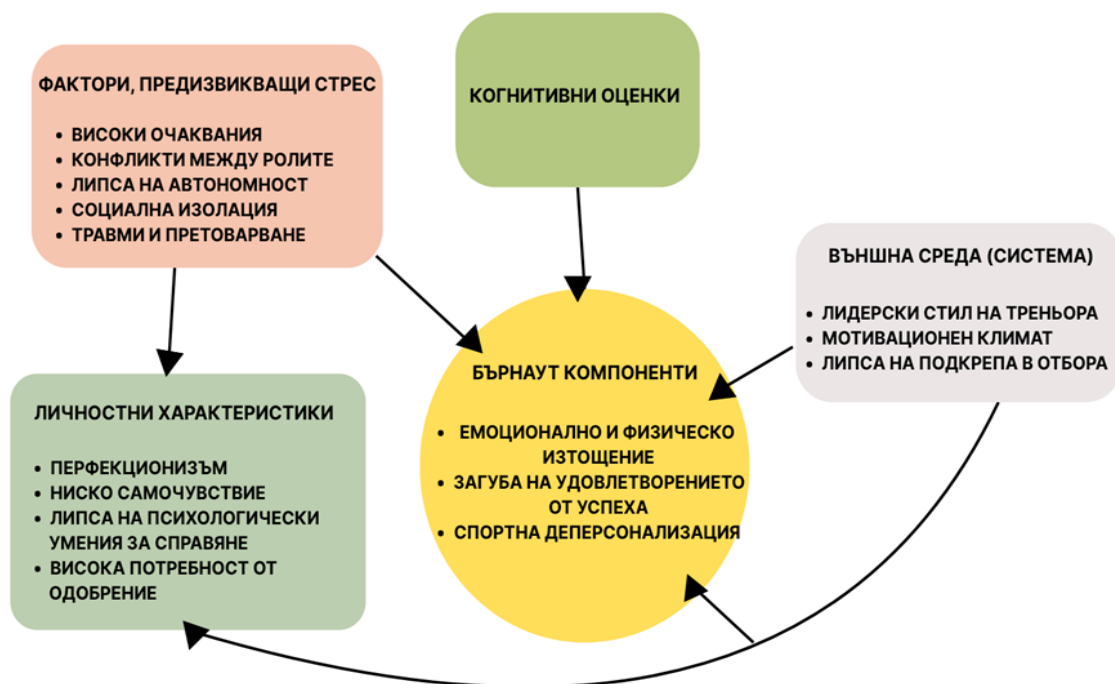 ФАКТОРИ, ПРЕДИЗВИКВАЩИ СТРЕС
• ВИСОКИ ОЧАКВАНИЯ
• КОНФЛИКТИ МЕЖДУ РОЛИТЕ
• ЛИПСА НА АВТОНОМНОСТ
• СОЦИАЛНА ИЗОЛАЦИЯ
• ТРАВМИ И ПРЕТОВАРВАНЕ
КОГНИТИВНИ ОЦЕНКИ
ВЪНШНА СРЕДА (СИСТЕМА)
• ЛИДЕРСКИ СТИЛ НА ТРЕНЬОРА
• МОТИВАЦИОНЕН КЛИМАТ
• ЛИПСА НА ПОДКРЕПА В ОТБОРА
БЪРНАУТ КОМПОНЕНТИ
• ЕМОЦИОНАЛНО И ФИЗИЧЕСКО
ИЗТОЩЕНИЕ
• ЗАГУБА НА УДОВЛЕТВОРЕНИЕТО
ОТ УСПЕХА
• СПОРТНА ДЕПЕРСОНАЛИЗАЦИЯ
ЛИЧНОСТНИ ХАРАКТЕРИСТИКИ
• ПЕРФЕКЦИОНИЗЪМ
• НИСКО САМОЧУВСТВИЕ
• ЛИПСА НА ПСИХОЛОГИЧЕСКИ
УМЕНИЯ ЗА СПРАВЯНЕ
• ВИСОКА ПОТРЕБНОСТ ОТ
ОДОБРЕНИЕ